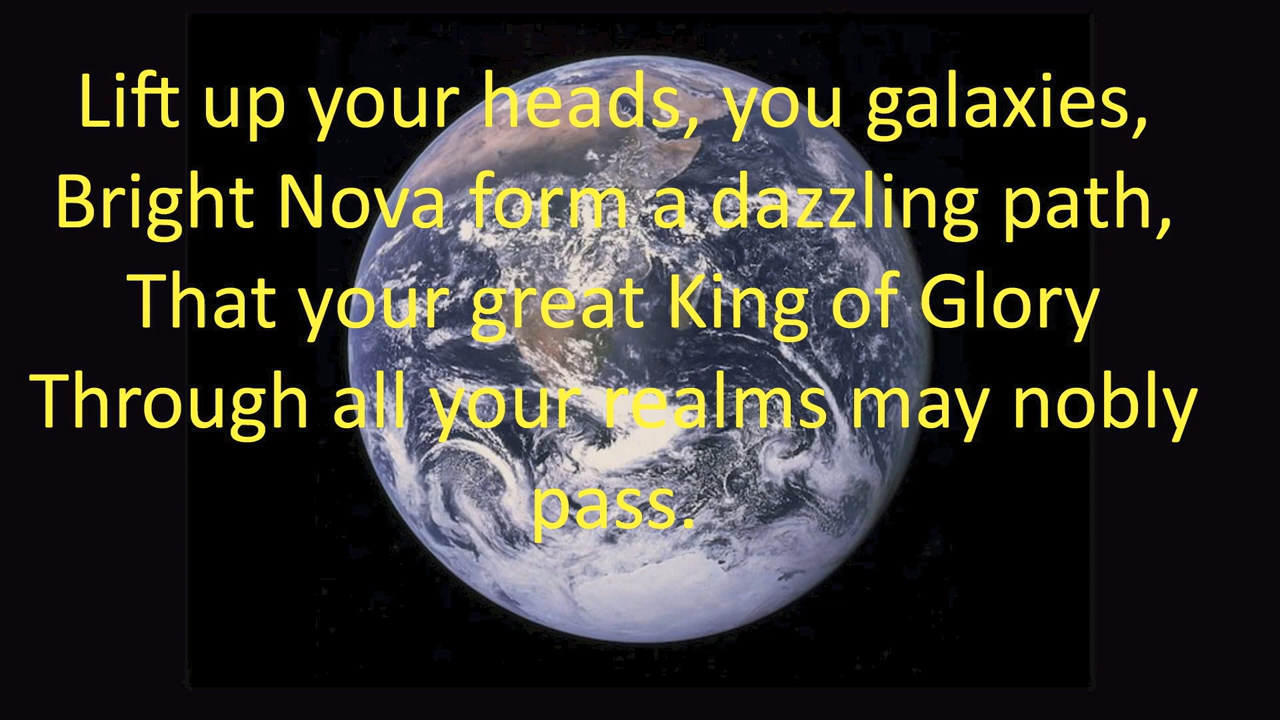 Lift up your heads, you galaxies,
Bright Nova form a dazzling path,
That your great King of Glory
Through all your realms may nobly
pass.